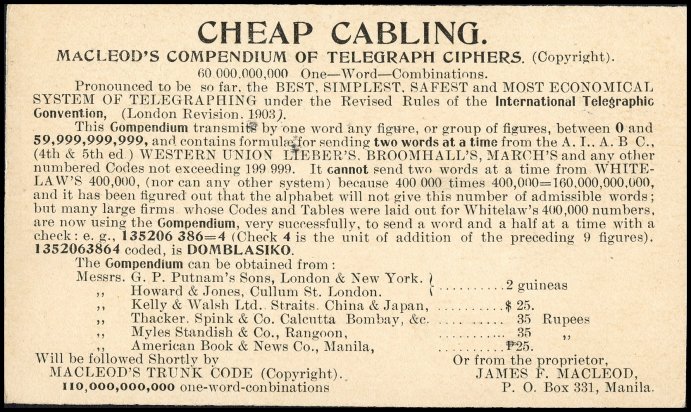 CHEAP CABLING.
MACLEOD'S COMPENDIUM OF TELEGRAPH CIPHERS. (Copyright).
60 000.000,000 One—Word—Combinations.
Pronounced to be so far, the BEST, SIMPLEST, SAFEST and MOST ECONOMICAL
SYSTEM OF TELEGRAPHING under the Revised Rules of the International Telegraphic
Convention, (London Revision. 1903).
This Compendium transmits by one word any figure, or group of figures, between 0 and
59,999,999,999, and contains formulæ for sending two words at a time from the A. I.. A. B C.,
(4th & 5th ed ) WESTERN UNION LIEBER'S. BROOMHALL'S, MARCH'S and any other
numbered Codes not exceeding 199 999. It cannot send two words at a time from WHITE-
LAW'S 400,000, (nor can any other system) because 400 000 times 400,000=160,000,000,000,
and it has been figured out that the alphabet will not give this number of admissible words;
but many large firms whose Codes and Tables were laid out for Whitelaw's 400,000 numbers,
are now using the Gompendium, very successfully, to send a word and a half at a time with a
check: e. g., 135206 386=4 (Check 4 is the unit of addition of the preceding 9 figures).
1352063864 coded, is DOMBLASIKO.
The Gompendium can be obtained from:
Messrs. G. P. Putnam's Sons, London & New York. } .......... 2 guineas
„ Howard & Jones, Cullum St. London.
„ Kelly & Walsh Ltd. Straits. China & Japan, ......... $ 25.
„ Thacker. Spink & Co. Calcutta Bombay, &c. .......... 35 Rupees
„ Myles Standish & Co., Rangoon, .......... 35 „
„ American Book & News Co., Manila, .......... ₱25.
Will be followed Shortly by
MACLEOD'S TRUNK CODE (Copyright).
110,000,000,000 one-word-conbinations
Or from the proprietor,
JAMES F. MACLEOD,
P. O. Box 331, Manila.